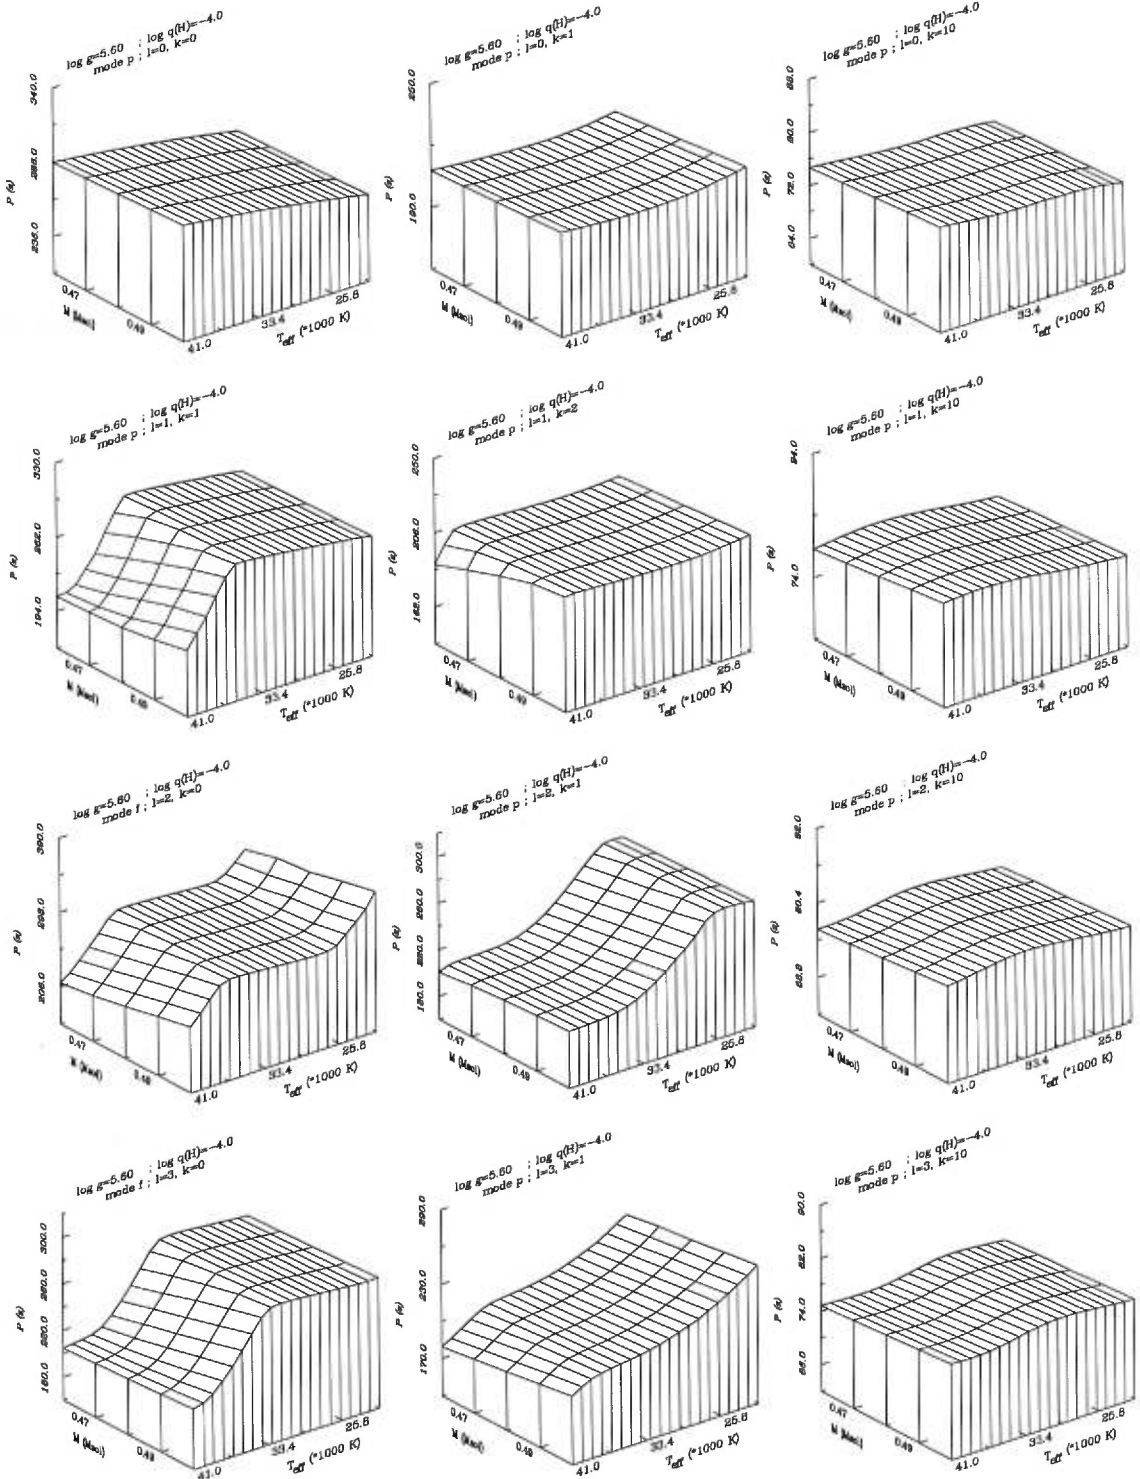 log g=5.60 ; log q(H)=-4.0
mode p ; l=0, k=0
340.0
288.0
236.0
P (s)
0.47
0.49
M (Msol)
41.0
33.4
25.8
Teff (*1000 K)
log g=5.60 ; log q(H)=-4.0
mode p ; l=0, k=1
250.0
190.0
P (s)
0.47
0.49
M (Msol)
41.0
33.4
25.8
Teff (*1000 K)
log g=5.60 ; log q(H)=-4.0
mode p ; l=0, k=10
88.0
80.0
72.0
64.0
P (s)
0.47
0.49
M (Msol)
41.0
33.4
25.8
Teff (*1000 K)
log g=5.60 ; log q(H)=-4.0
mode p ; l=1, k=1
330.0
262.0
194.0
P (s)
0.47
0.49
M (Msol)
41.0
33.4
25.8
Teff (*1000 K)
log g=5.60 ; log q(H)=-4.0
mode p ; l=1, k=2
250.0
206.0
162.0
P (s)
0.47
0.49
M (Msol)
41.0
33.4
25.8
Teff (*1000 K)
log g=5.60 ; log q(H)=-4.0
mode p ; l=1, k=10
94.0
74.0
P (s)
0.47
0.49
M (Msol)
41.0
33.4
25.8
Teff (*1000 K)
log g=5.60 ; log q(H)=-4.0
mode f ; l=2, k=0
390.0
298.0
206.0
P (s)
0.47
0.49
M (Msol)
41.0
33.4
25.8
Teff (*1000 K)
log g=5.60 ; log q(H)=-4.0
mode p ; l=2, k=1
300.0
260.0
220.0
180.0
P (s)
0.47
0.49
M (Msol)
41.0
33.4
25.8
Teff (*1000 K)
log g=5.60 ; log q(H)=-4.0
mode p ; l=2, k=10
92.0
80.4
68.8
P (s)
0.47
0.49
M (Msol)
41.0
33.4
25.8
Teff (*1000 K)
log g=5.60 ; log q(H)=-4.0
mode f ; l=3, k=0
300.0
260.0
220.0
180.0
P (s)
0.47
0.49
M (Msol)
41.0
33.4
25.8
Teff (*1000 K)
log g=5.60 ; log q(H)=-4.0
mode p ; l=3, k=1
290.0
230.0
170.0
P (s)
0.47
0.49
M (Msol)
41.0
33.4
25.8
Teff (*1000 K)
log g=5.60 ; log q(H)=-4.0
mode p ; l=3, k=10
90.0
82.0
74.0
66.0
P (s)
0.47
0.49
M (Msol)
41.0
33.4
25.8
Teff (*1000 K)